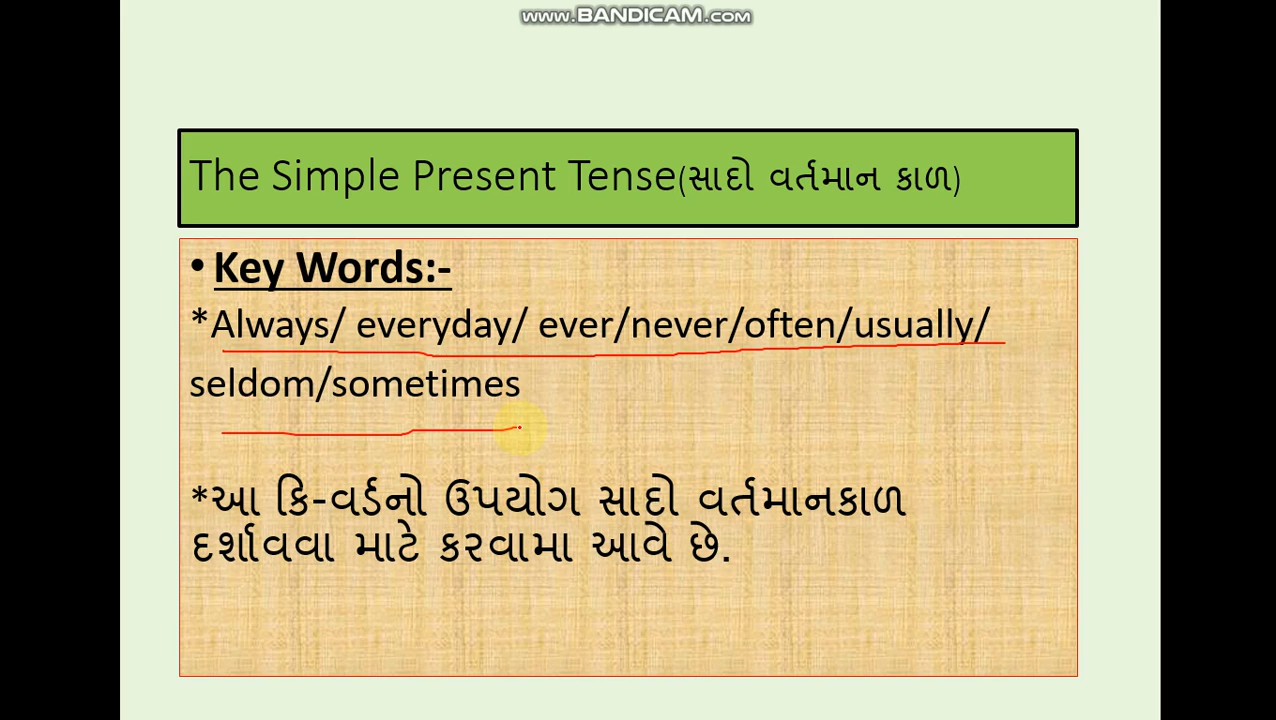 www.BANDICAM.com
The Simple Present Tense(સાદો વર્તમાન કાળ)
• Key Words:-
*Always/ everyday/ ever/never/often/usually/
seldom/sometimes
*આ કિ-વર્ડનો ઉપયોગ સાદો વર્તમાનકાળ
દર્શાવવા માટે કરવામા આવે છે.